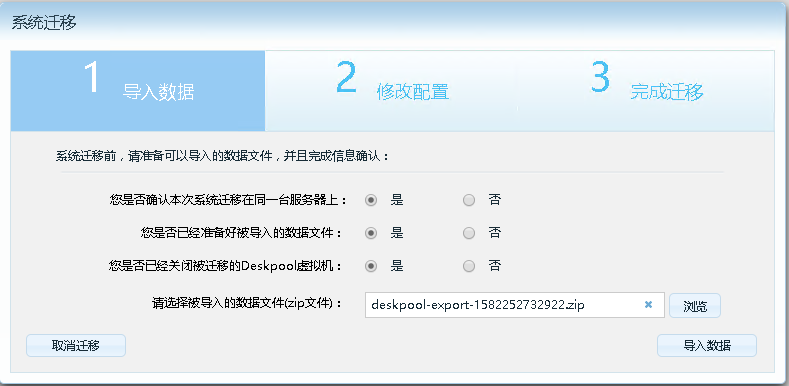 系统迁移
1 导入数据 2 修改配置 3 完成迁移
系统迁移前，请准备可以导入的数据文件，并且完成信息确认：
您是否确认本次系统迁移在同一台服务器上： 是 否
您是否已经准备好被导入的数据文件： 是 否
您是否已经关闭被迁移的Deskpool虚拟机： 是 否
请选择被导入的数据文件(zip文件)： deskpool-export-1582252732922.zip × 浏览
取消迁移 导入数据